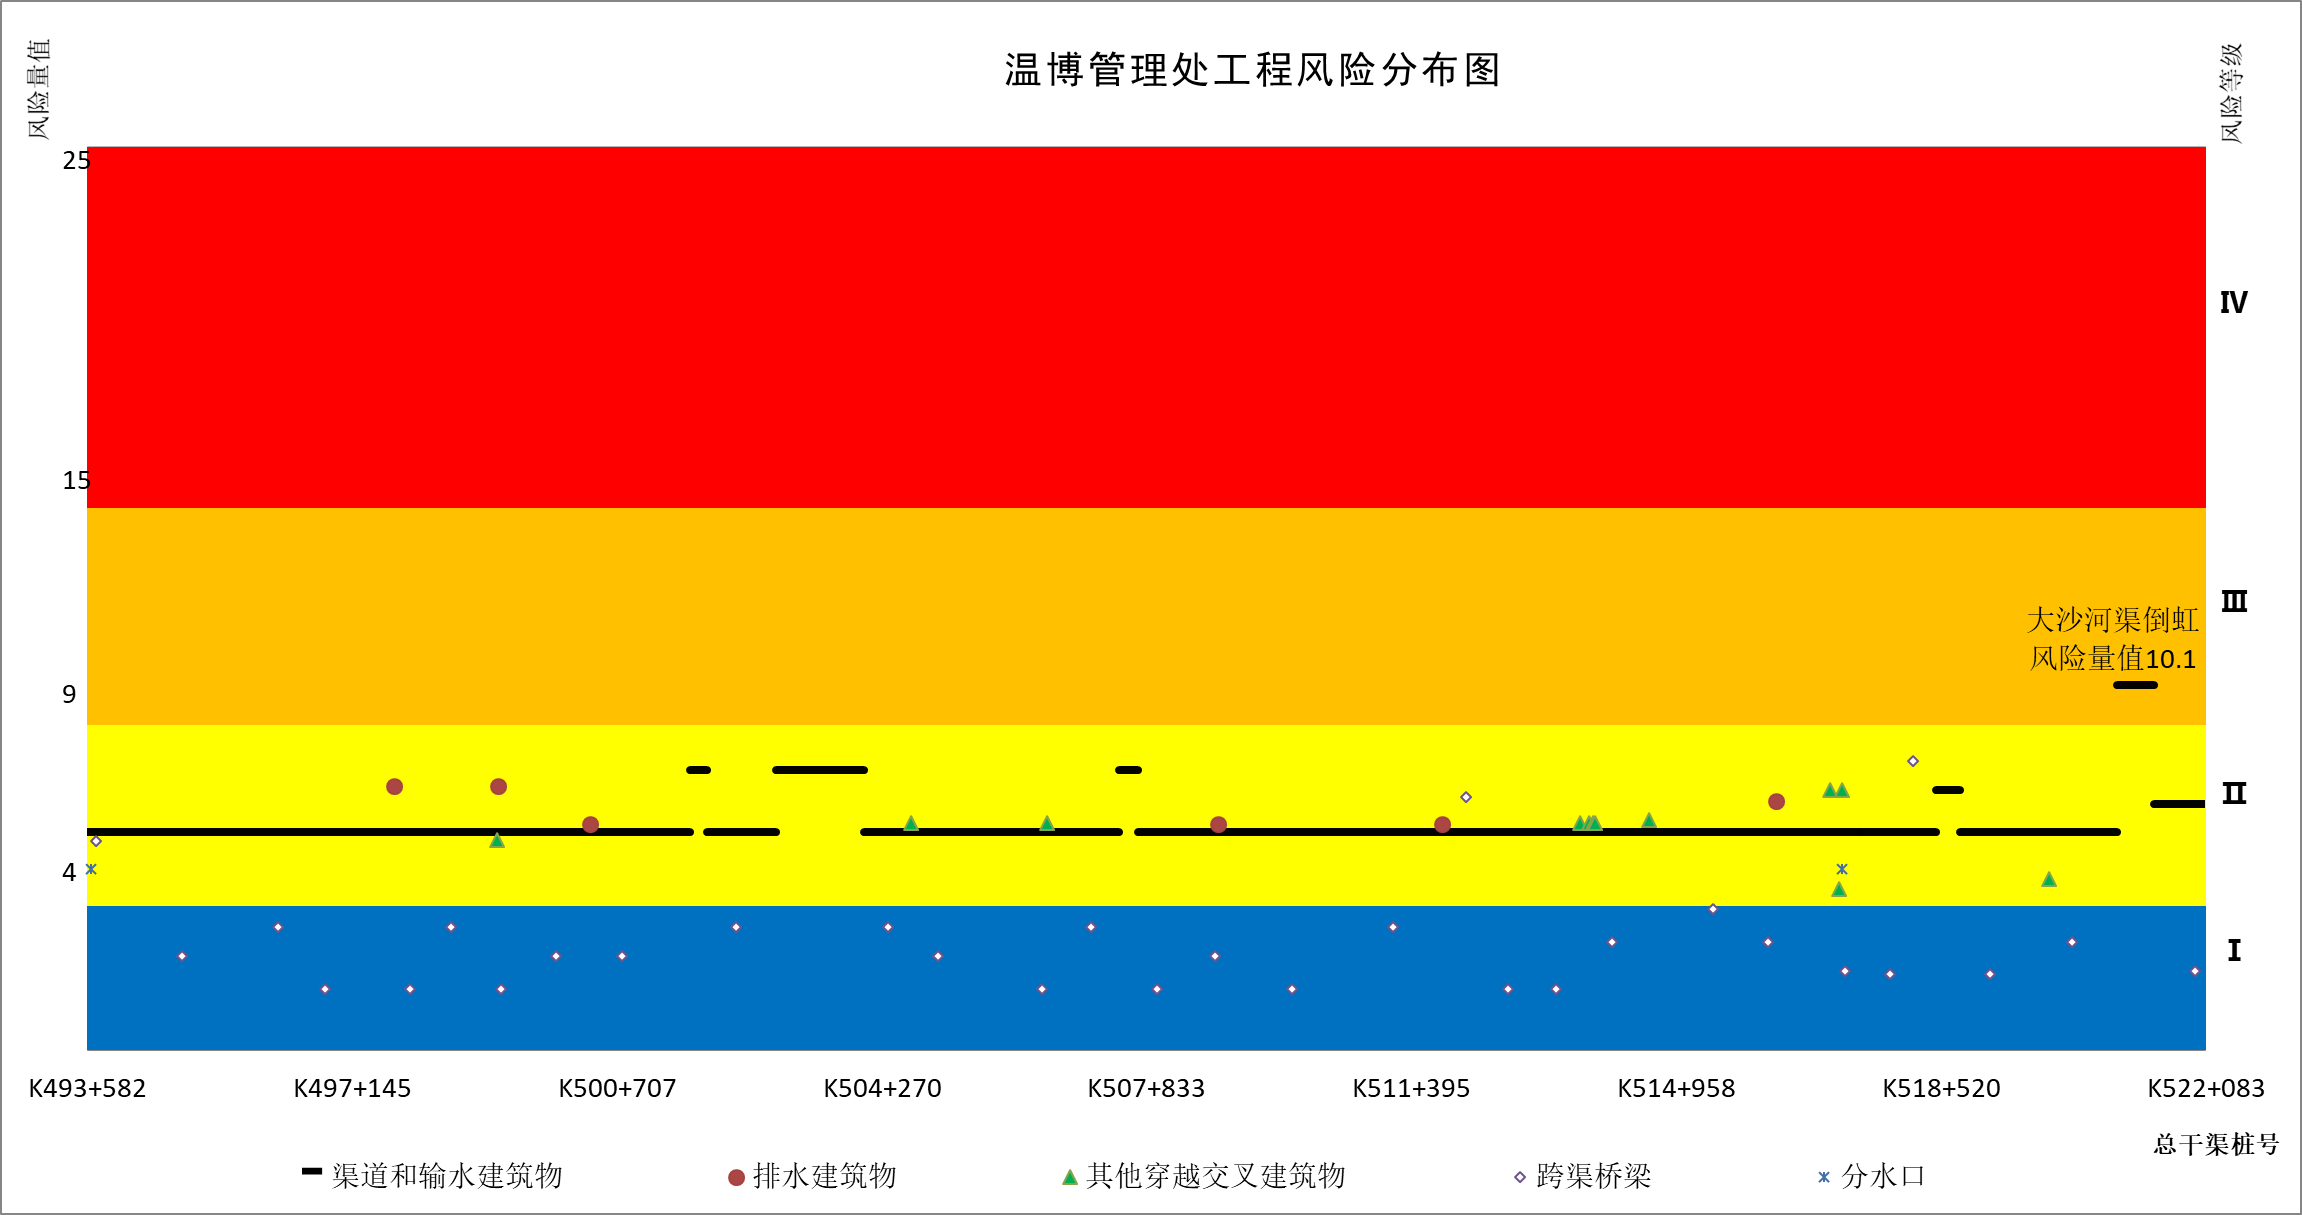 温博管理处工程风险分布图
风险量值
风险等级
25
15
9
4
IV
III
II
I
大沙河渠倒虹
风险量值10.1
K493+582 K497+145 K500+707 K504+270 K507+833 K511+395 K514+958 K518+520 K522+083
总干渠桩号
渠道和输水建筑物 排水建筑物 其他穿越交叉建筑物 跨渠桥梁 分水口